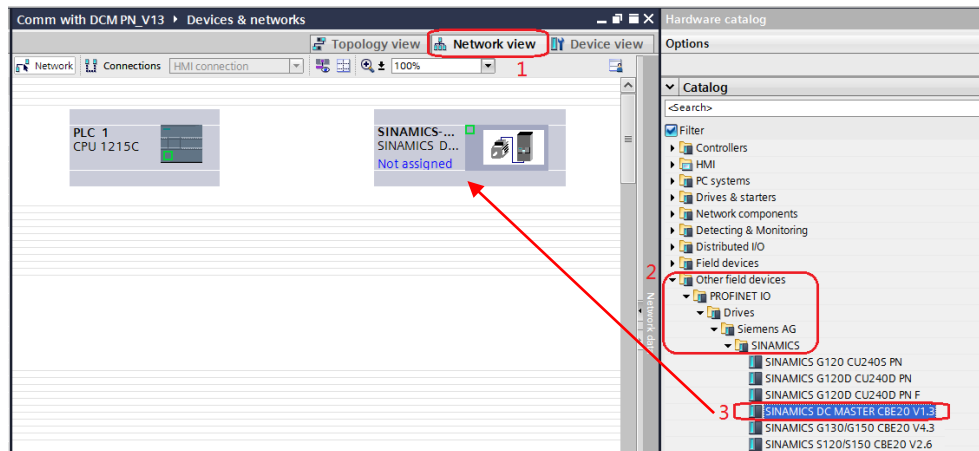 Comm with DCM PN_V13 ▸ Devices & networks
Topology view
Network view
Device view
1
Network
Connections
HMI connection
100%
PLC 1
CPU 1215C
SINAMICS-...
SINAMICS D...
Not assigned
Network dat
Hardware catalog
Options
Catalog
<Search>
Filter
Controllers
HMI
PC systems
Drives & starters
Network components
Detecting & Monitoring
Distributed I/O
Field devices
2
Other field devices
PROFINET IO
Drives
Siemens AG
SINAMICS
SINAMICS G120 CU240S PN
SINAMICS G120D CU240D PN
SINAMICS G120D CU240D PN F
3
SINAMICS DC MASTER CBE20 V1.3
SINAMICS G130/G150 CBE20 V4.3
SINAMICS S120/S150 CBE20 V2.6